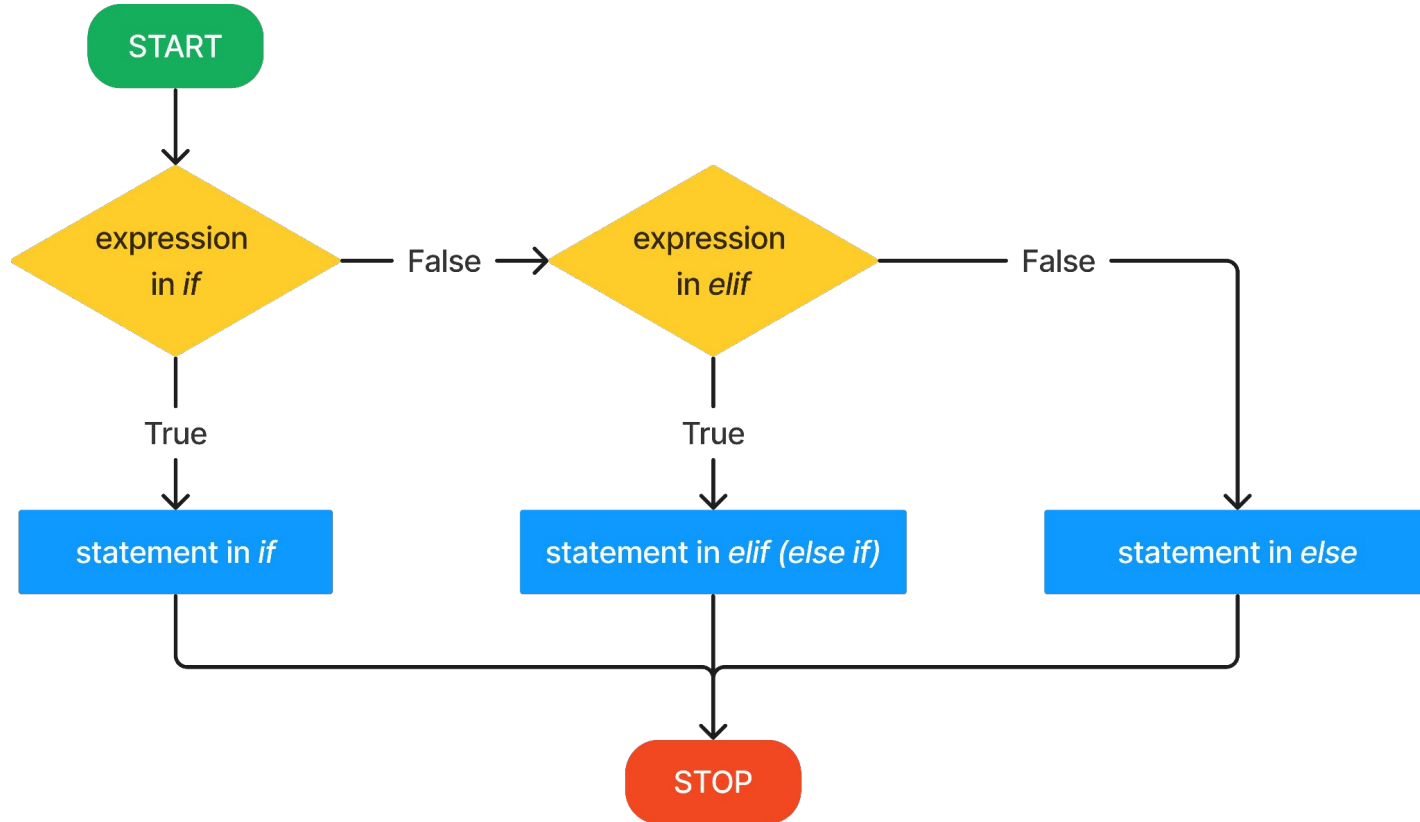 START
expression
in if
False
expression
in elif
False
True
True
statement in if
statement in elif (else if)
statement in else
STOP